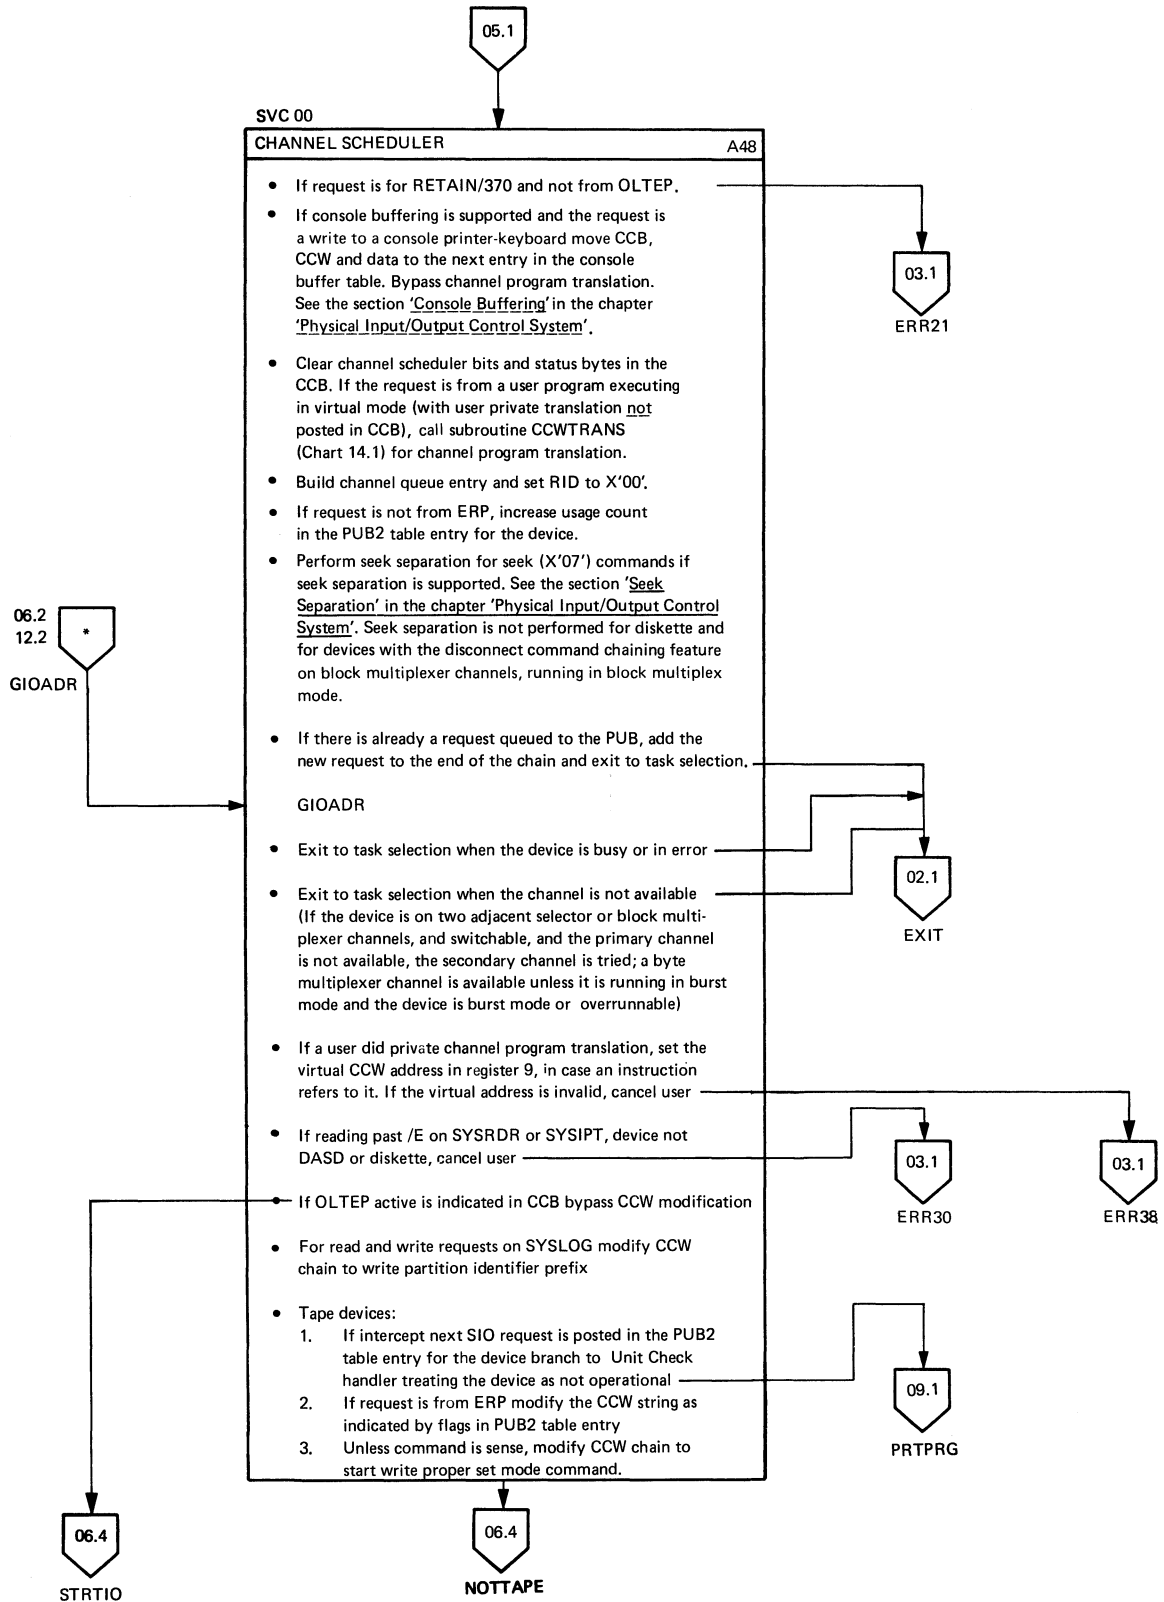 05.1
SVC 00
CHANNEL SCHEDULER A48
• If request is for RETAIN/370 and not from OLTEP.
• If console buffering is supported and the request is
a write to a console printer-keyboard move CCB,
CCW and data to the next entry in the console
buffer table. Bypass channel program translation.
See the section 'Console Buffering' in the chapter
'Physical Input/Output Control System'.
03.1
ERR21
• Clear channel scheduler bits and status bytes in the
CCB. If the request is from a user program executing
in virtual mode (with user private translation not
posted in CCB), call subroutine CCWTRANS
(Chart 14.1) for channel program translation.
• Build channel queue entry and set RID to X'00'.
• If request is not from ERP, increase usage count
in the PUB2 table entry for the device.
• Perform seek separation for seek (X'07') commands if
seek separation is supported. See the section 'Seek
Separation' in the chapter 'Physical Input/Output Control
System'. Seek separation is not performed for diskette and
for devices with the disconnect command chaining feature
on block multiplexer channels, running in block multiplex
mode.
06.2
12.2
*
GIOADR
• If there is already a request queued to the PUB, add the
new request to the end of the chain and exit to task selection.
GIOADR
• Exit to task selection when the device is busy or in error
• Exit to task selection when the channel is not available
(If the device is on two adjacent selector or block multi-
plexer channels, and switchable, and the primary channel
is not available, the secondary channel is tried; a byte
multiplexer channel is available unless it is running in burst
mode and the device is burst mode or overrunnable)
02.1
EXIT
• If a user did private channel program translation, set the
virtual CCW address in register 9, in case an instruction
refers to it. If the virtual address is invalid, cancel user
• If reading past /E on SYSRDR or SYSIPT, device not
DASD or diskette, cancel user
03.1
ERR30
03.1
ERR38
• If OLTEP active is indicated in CCB bypass CCW modification
• For read and write requests on SYSLOG modify CCW
chain to write partition identifier prefix
• Tape devices:
1. If intercept next SIO request is posted in the PUB2
table entry for the device branch to Unit Check
handler treating the device as not operational
2. If request is from ERP modify the CCW string as
indicated by flags in PUB2 table entry
3. Unless command is sense, modify CCW chain to
start write proper set mode command.
09.1
PRTPRG
06.4
STRTIO
06.4
NOTTAPE